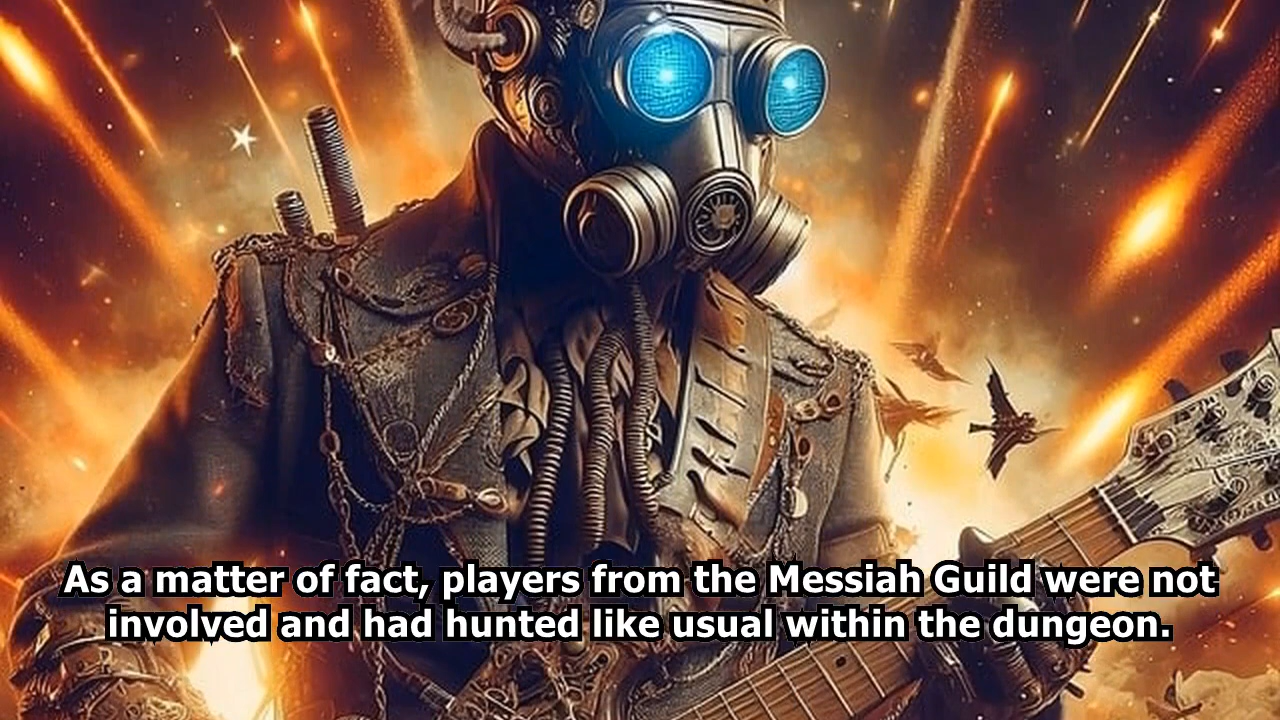 As a matter of fact, players from the Messiah Guild were not
involved and had hunted like usual within the dungeon.